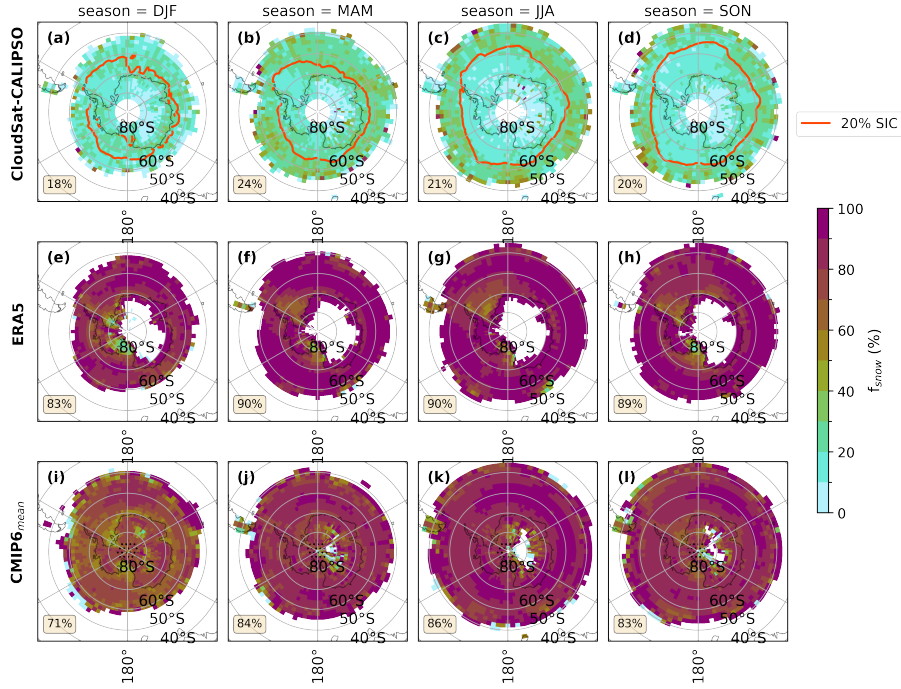 season = DJF
season = MAM
season = JJA
season = SON
CloudSat-CALIPSO
(a)
80°S
60°S
50°S
40°S
18%
(b)
80°S
60°S
50°S
40°S
24%
(c)
80°S
60°S
50°S
40°S
21%
(d)
80°S
60°S
50°S
40°S
20%
20% SIC
180°
180°
180°
180°
ERA5
(e)
80°S
60°S
50°S
40°S
83%
(f)
80°S
60°S
50°S
40°S
90%
(g)
80°S
60°S
50°S
40°S
90%
(h)
80°S
60°S
50°S
40°S
89%
180°
180°
180°
180°
CMIP6mean
(i)
80°S
60°S
50°S
40°S
71%
(j)
80°S
60°S
50°S
40°S
84%
(k)
80°S
60°S
50°S
40°S
86%
(l)
80°S
60°S
50°S
40°S
83%
180°
180°
180°
180°
100
80
60
40
20
0
fsnow (%)